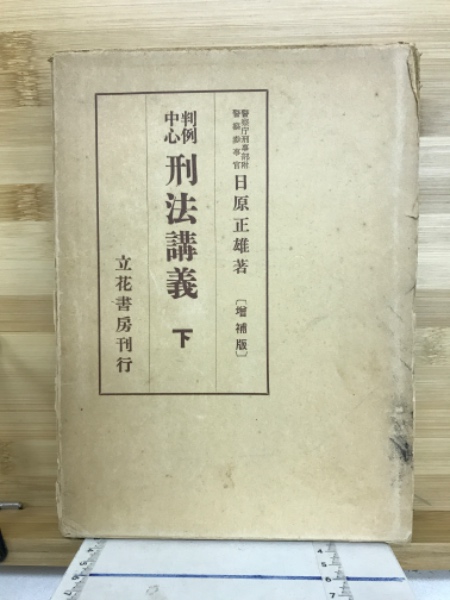 警察庁刑事部附
警察参事官
日原正雄著
〔増補版〕
判例
中心
刑法講義
下
立花書房刊行